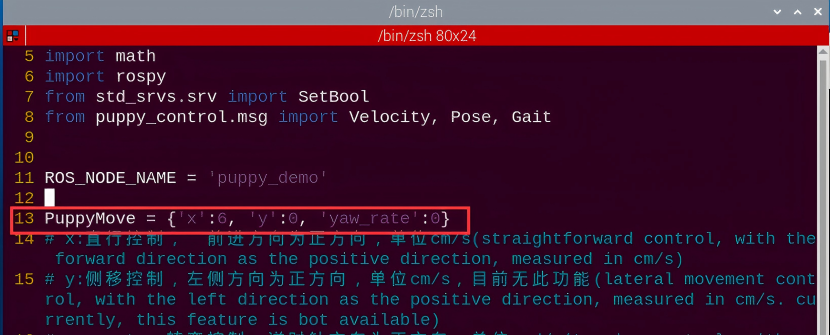 /bin/zsh
/bin/zsh 80x24
5 import math
6 import rospy
7 from std_srvs.srv import SetBool
8 from puppy_control.msg import Velocity, Pose, Gait
9
10
11 ROS_NODE_NAME = 'puppy_demo'
12
13 PuppyMove = {'x':6, 'y':0, 'yaw_rate':0}
14 # x:直行控制， 前进方向为正方向，单位cm/s(straightforward control, with the
forward direction as the positive direction, measured in cm/s)
15 # y:侧移控制，左侧方向为正方向，单位cm/s，目前无此功能(lateral movement cont
rol, with the left direction as the positive direction, measured in cm/s. cu
rrently, this feature is bot available)